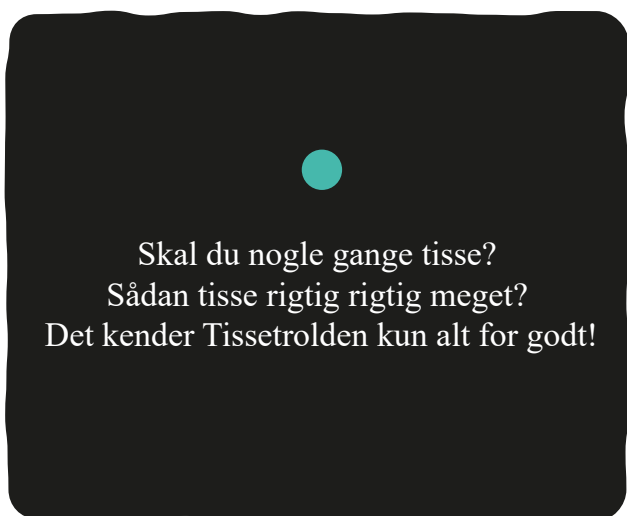 Skal du nogle gange tisse?
Sådan tisse rigtig rigtig meget?
Det kender Tissetrolden kun alt for godt!